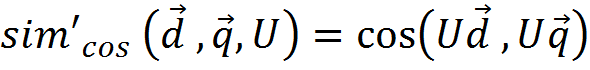 sim′cos (d⃗ ,q⃗, U) = cos(Ud⃗ , Uq⃗)